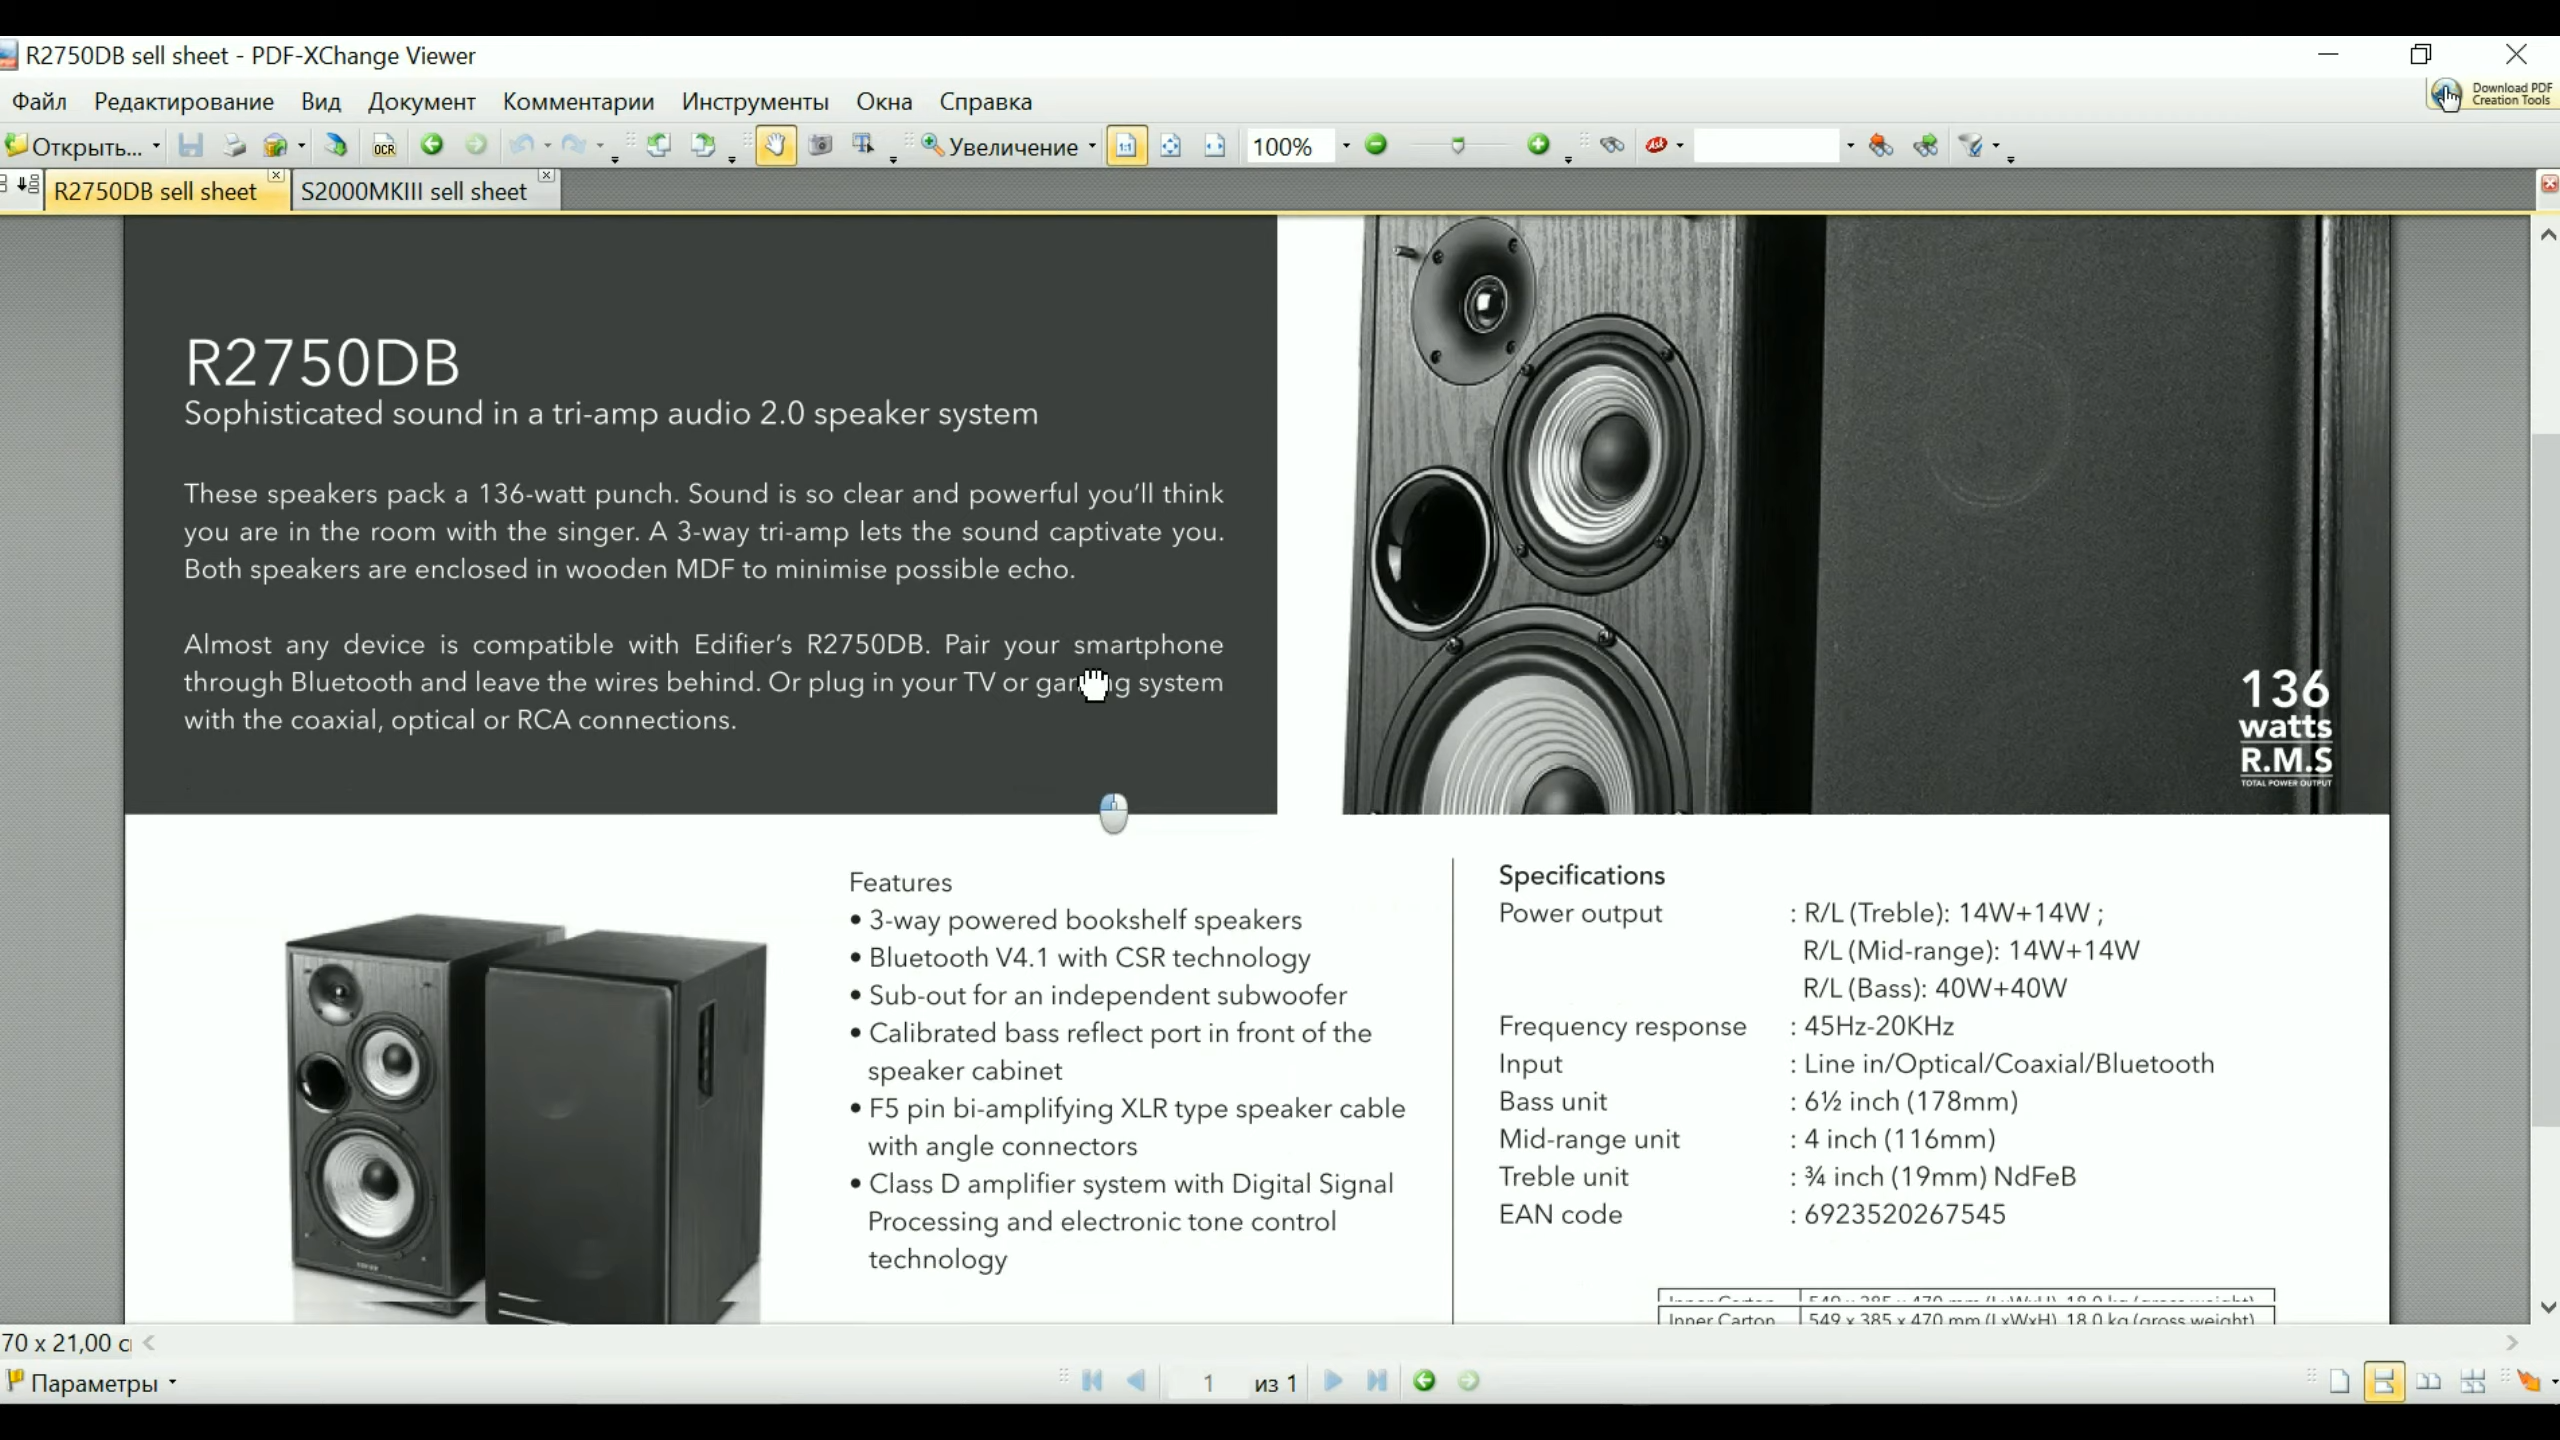 R2750DB sell sheet - PDF-XChange Viewer
Файл Редактирование Вид Документ Комментарии Инструменты Окна Справка
Download PDF
Creation Tools
Открыть... OCR Увеличение 1:1 100% Ask
R2750DB sell sheet S2000MKIII sell sheet
R2750DB
Sophisticated sound in a tri-amp audio 2.0 speaker system
These speakers pack a 136-watt punch. Sound is so clear and powerful you'll think
you are in the room with the singer. A 3-way tri-amp lets the sound captivate you.
Both speakers are enclosed in wooden MDF to minimise possible echo.
Almost any device is compatible with Edifier's R2750DB. Pair your smartphone
through Bluetooth and leave the wires behind. Or plug in your TV or system
with the coaxial, optical or RCA connections.
136
watts
R.M.S
TOTAL POWER OUTPUT
Features
• 3-way powered bookshelf speakers
• Bluetooth V4.1 with CSR technology
• Sub-out for an independent subwoofer
• Calibrated bass reflect port in front of the
speaker cabinet
• F5 pin bi-amplifying XLR type speaker cable
with angle connectors
• Class D amplifier system with Digital Signal
Processing and electronic tone control
technology
Specifications
Power output : R/L (Treble): 14W+14W ;
R/L (Mid-range): 14W+14W
R/L (Bass): 40W+40W
Frequency response : 45Hz-20KHz
Input : Line in/Optical/Coaxial/Bluetooth
Bass unit : 6½ inch (178mm)
Mid-range unit : 4 inch (116mm)
Treble unit : ¾ inch (19mm) NdFeB
EAN code : 6923520267545
Inner Carton 549 x 385 x 470 mm (LxWxH) 18.0 kg (gross weight)
70 x 21,00 c
Параметры 1 из 1